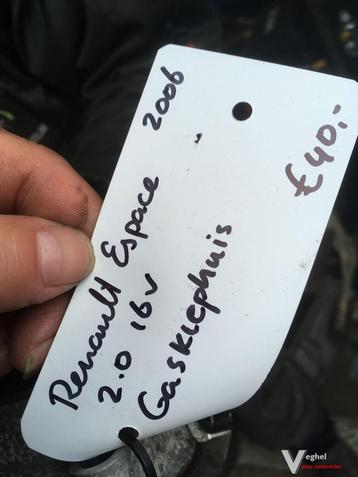 Renault Espace 2006
2.0 16v
Gasklephuis
€40,-
Veghel